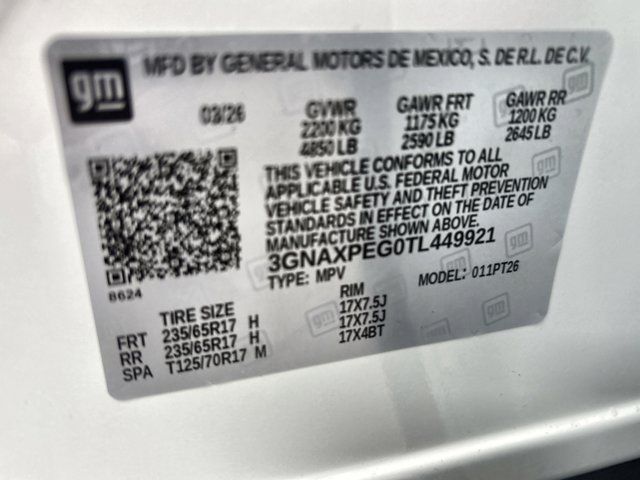 gm
MFD BY GENERAL MOTORS DE MEXICO, S. DE R.L. DE C.V.
03/26 GVWR GAWR FRT GAWR RR
2200 KG 1175 KG 1200 KG
4850 LB 2590 LB 2645 LB
THIS VEHICLE CONFORMS TO ALL
APPLICABLE U.S. FEDERAL MOTOR
VEHICLE SAFETY AND THEFT PREVENTION
STANDARDS IN EFFECT ON THE DATE OF
MANUFACTURE SHOWN ABOVE.
3GNAXPEG0TL449921
TYPE: MPV MODEL: 011PT26
8624
TIRE SIZE RIM
FRT 235/65R17 H 17X7.5J
RR 235/65R17 H 17X7.5J
SPA T125/70R17 M 17X4BT